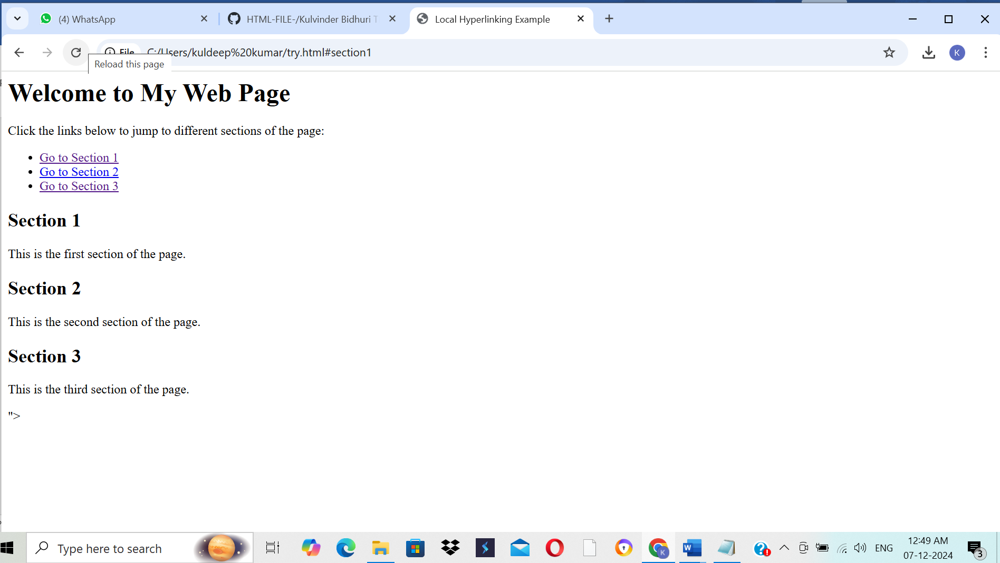 (4) WhatsApp
HTML-FILE-/Kulvinder Bidhuri T
Local Hyperlinking Example
File
C:/Users/kuldeep%20kumar/try.html#section1
K
Reload this page
Welcome to My Web Page
Click the links below to jump to different sections of the page:
• Go to Section 1
• Go to Section 2
• Go to Section 3
Section 1
This is the first section of the page.
Section 2
This is the second section of the page.
Section 3
This is the third section of the page.
">
Type here to search
K
W
ENG
12:49 AM
07-12-2024
3